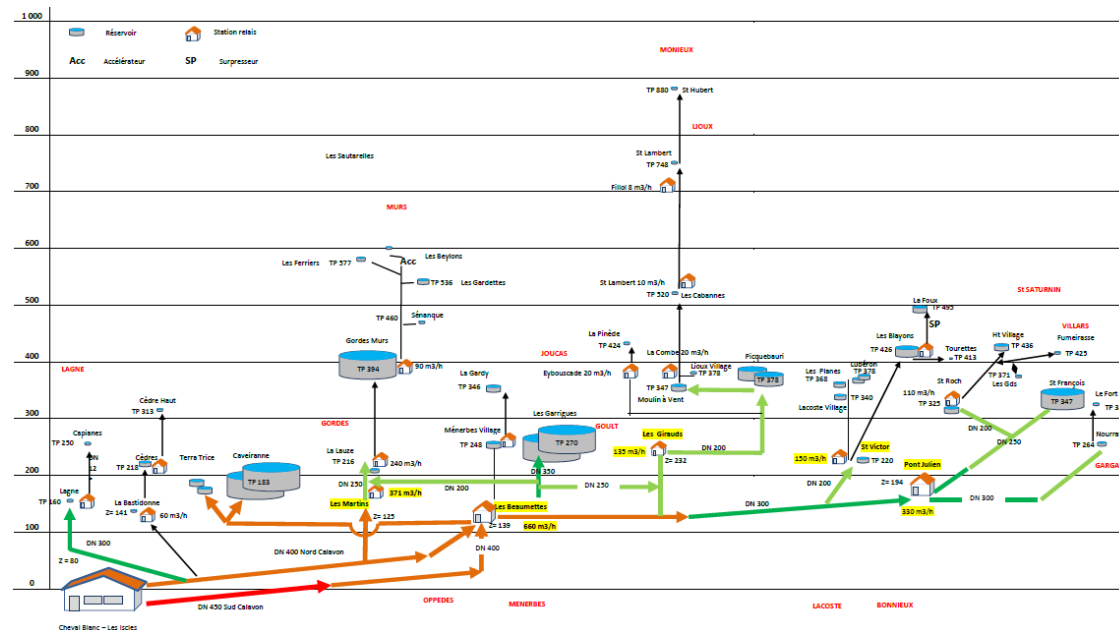 1 000
Réservoir
Station relais
Acc
Accélérateur
SP
Surpresseur
MONIEUX
900
TP 880
St Hubert
800
LIOUX
St Lambert
TP 748
Les Sautarelles
700
Fillol 8 m3/h
MURS
600
Les Beylons
Acc
Les Ferriers
TP 577
TP 536
Les Gardettes
St Lambert 10 m3/h
TP 520
Les Cabannes
St SATURNIN
500
La Foux
TP 495
TP 460
Sénanque
SP
VILLARS
Fumeirasse
Gordes Murs
La Pinède
TP 424
Les Blayons
TP 426
Ht Village
TP 436
TP 425
Tourettes
TP 413
400
JOUCAS
La Combe 20 m3/h
Picquebauri
LAGNE
TP 394
90 m3/h
La Gardy
TP 346
Eybouscade 20 m3/h
Lioux Village
TP 378
TP 378
Les Planes
TP 368
Lubéron
TP 378
TP 371
Les Gds
St Roch
110 m3/h
TP 325
St François
TP 347
Le Fort
TP 347
Moulin à Vent
TP 340
Lacoste Village
Cèdre Haut
TP 313
300
Les Garrigues
GORDES
GOULT
Les Girauds
DN 200
DN 250
Nourra
TP 264
Capianes
TP 250
Ménerbes Village
TP 248
TP 270
135 m3/h
DN 200
St Victor
150 m3/h
TP 220
DN
12
Cèdres
TP 218
Terra Trice
Caveiranne
La Lauze
TP 216
240 m3/h
Z= 232
Pont Julien
GARGA
200
TP 183
DN 350
DN 250
DN 200
DN 250
DN 200
Z= 194
DN 300
Lagne
TP 160
La Bastidonne
Z= 141
60 m3/h
371 m3/h
Les Martins
Les Beaumettes
DN 300
330 m3/h
Z= 125
Z= 139
660 m3/h
100
DN 300
DN 400 Nord Calavon
DN 400
Z = 80
0
DN 450 Sud Calavon
OPPEDES
MENERBES
LACOSTE
BONNIEUX
Cheval Blanc – Les Iscles